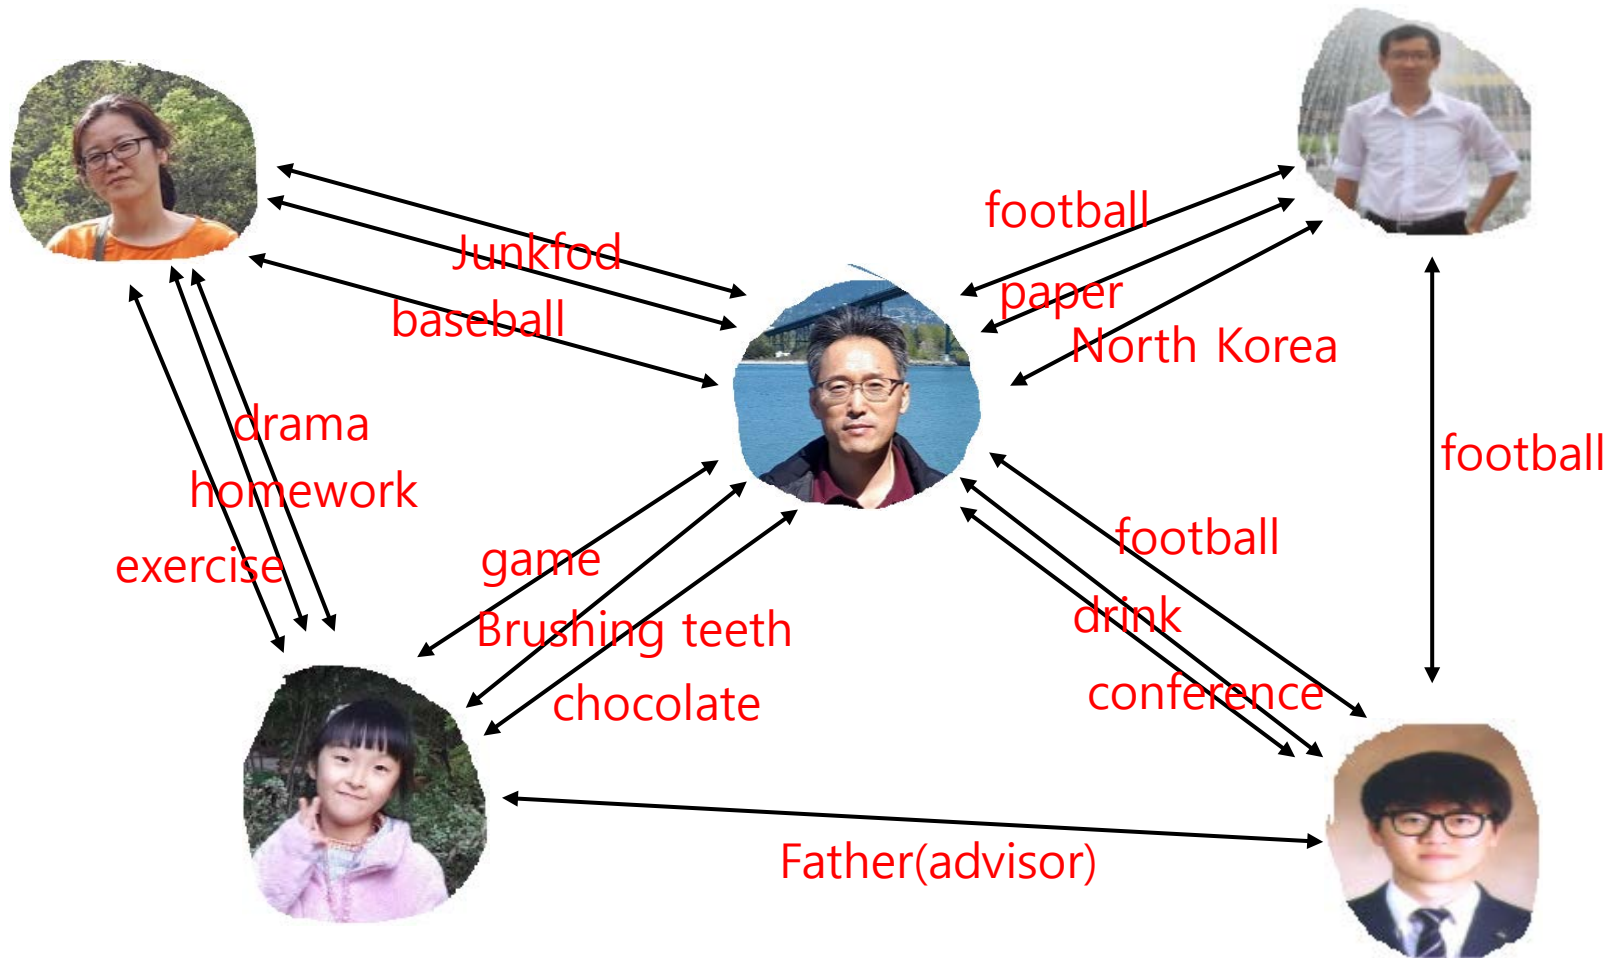 football
Junkfod
paper
baseball
North Korea
drama
football
homework
football
exercise
game
drink
Brushing teeth
conference
chocolate
Father(advisor)